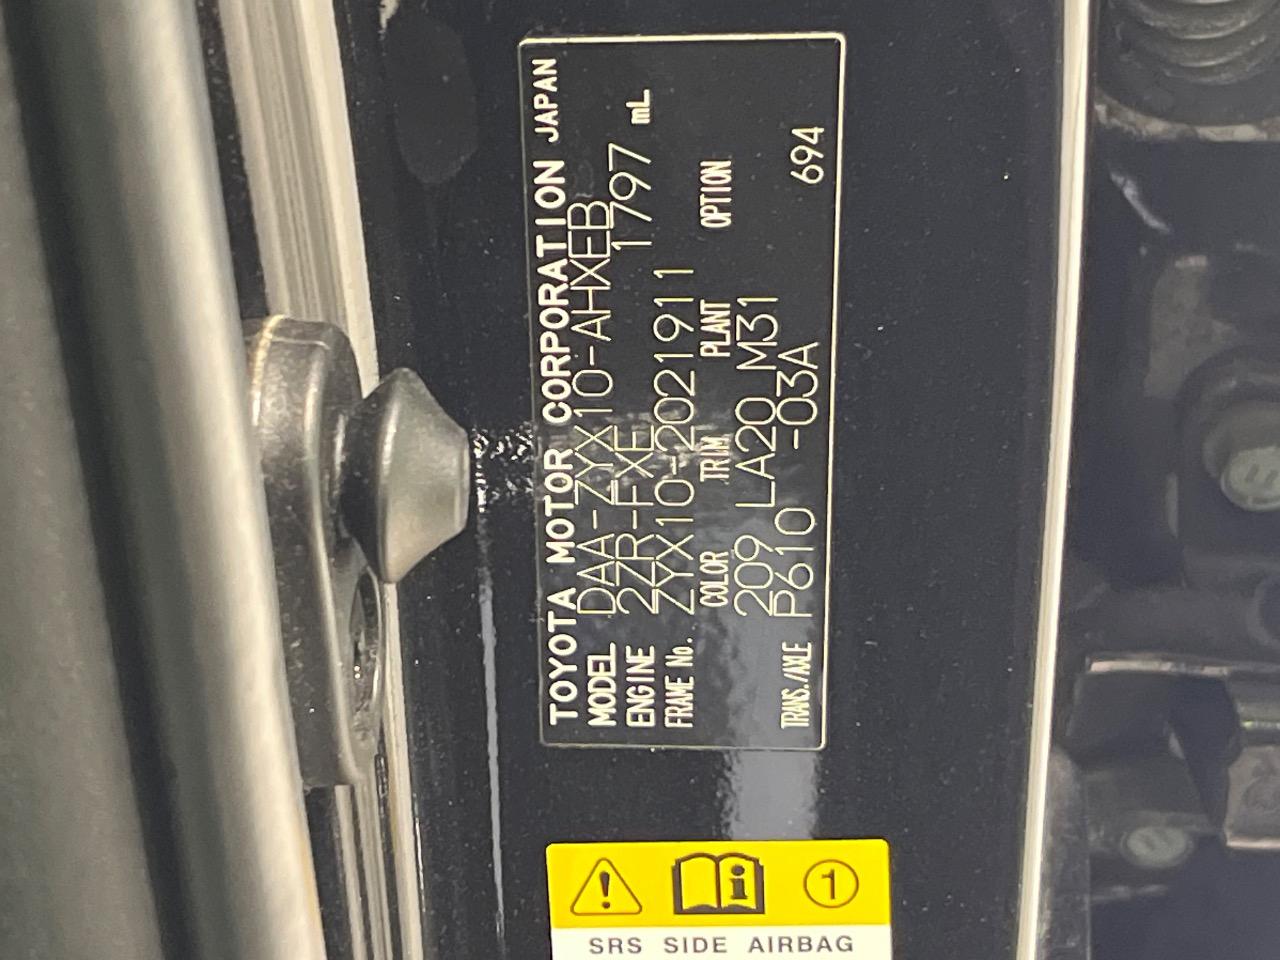 TOYOTA MOTOR CORPORATION JAPAN
MODEL DAA-ZYX10-AHXEB
ENGINE 2ZR-FXE 1797 mL
FRAME No. ZYX10-2021911
COLOR TRIM PLANT OPTION
209 LA20 M31
TRANS./AXLE P610 -03A 694
! i 1
SRS SIDE AIRBAG